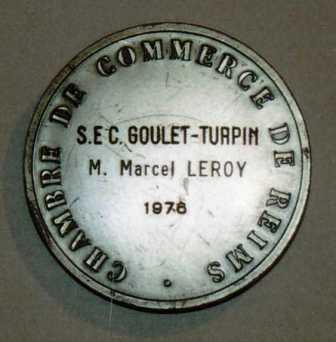 CHAMBRE DE COMMERCE DE REIMS
S.E C. GOULET-TURPIN
M. Marcel LEROY
1976